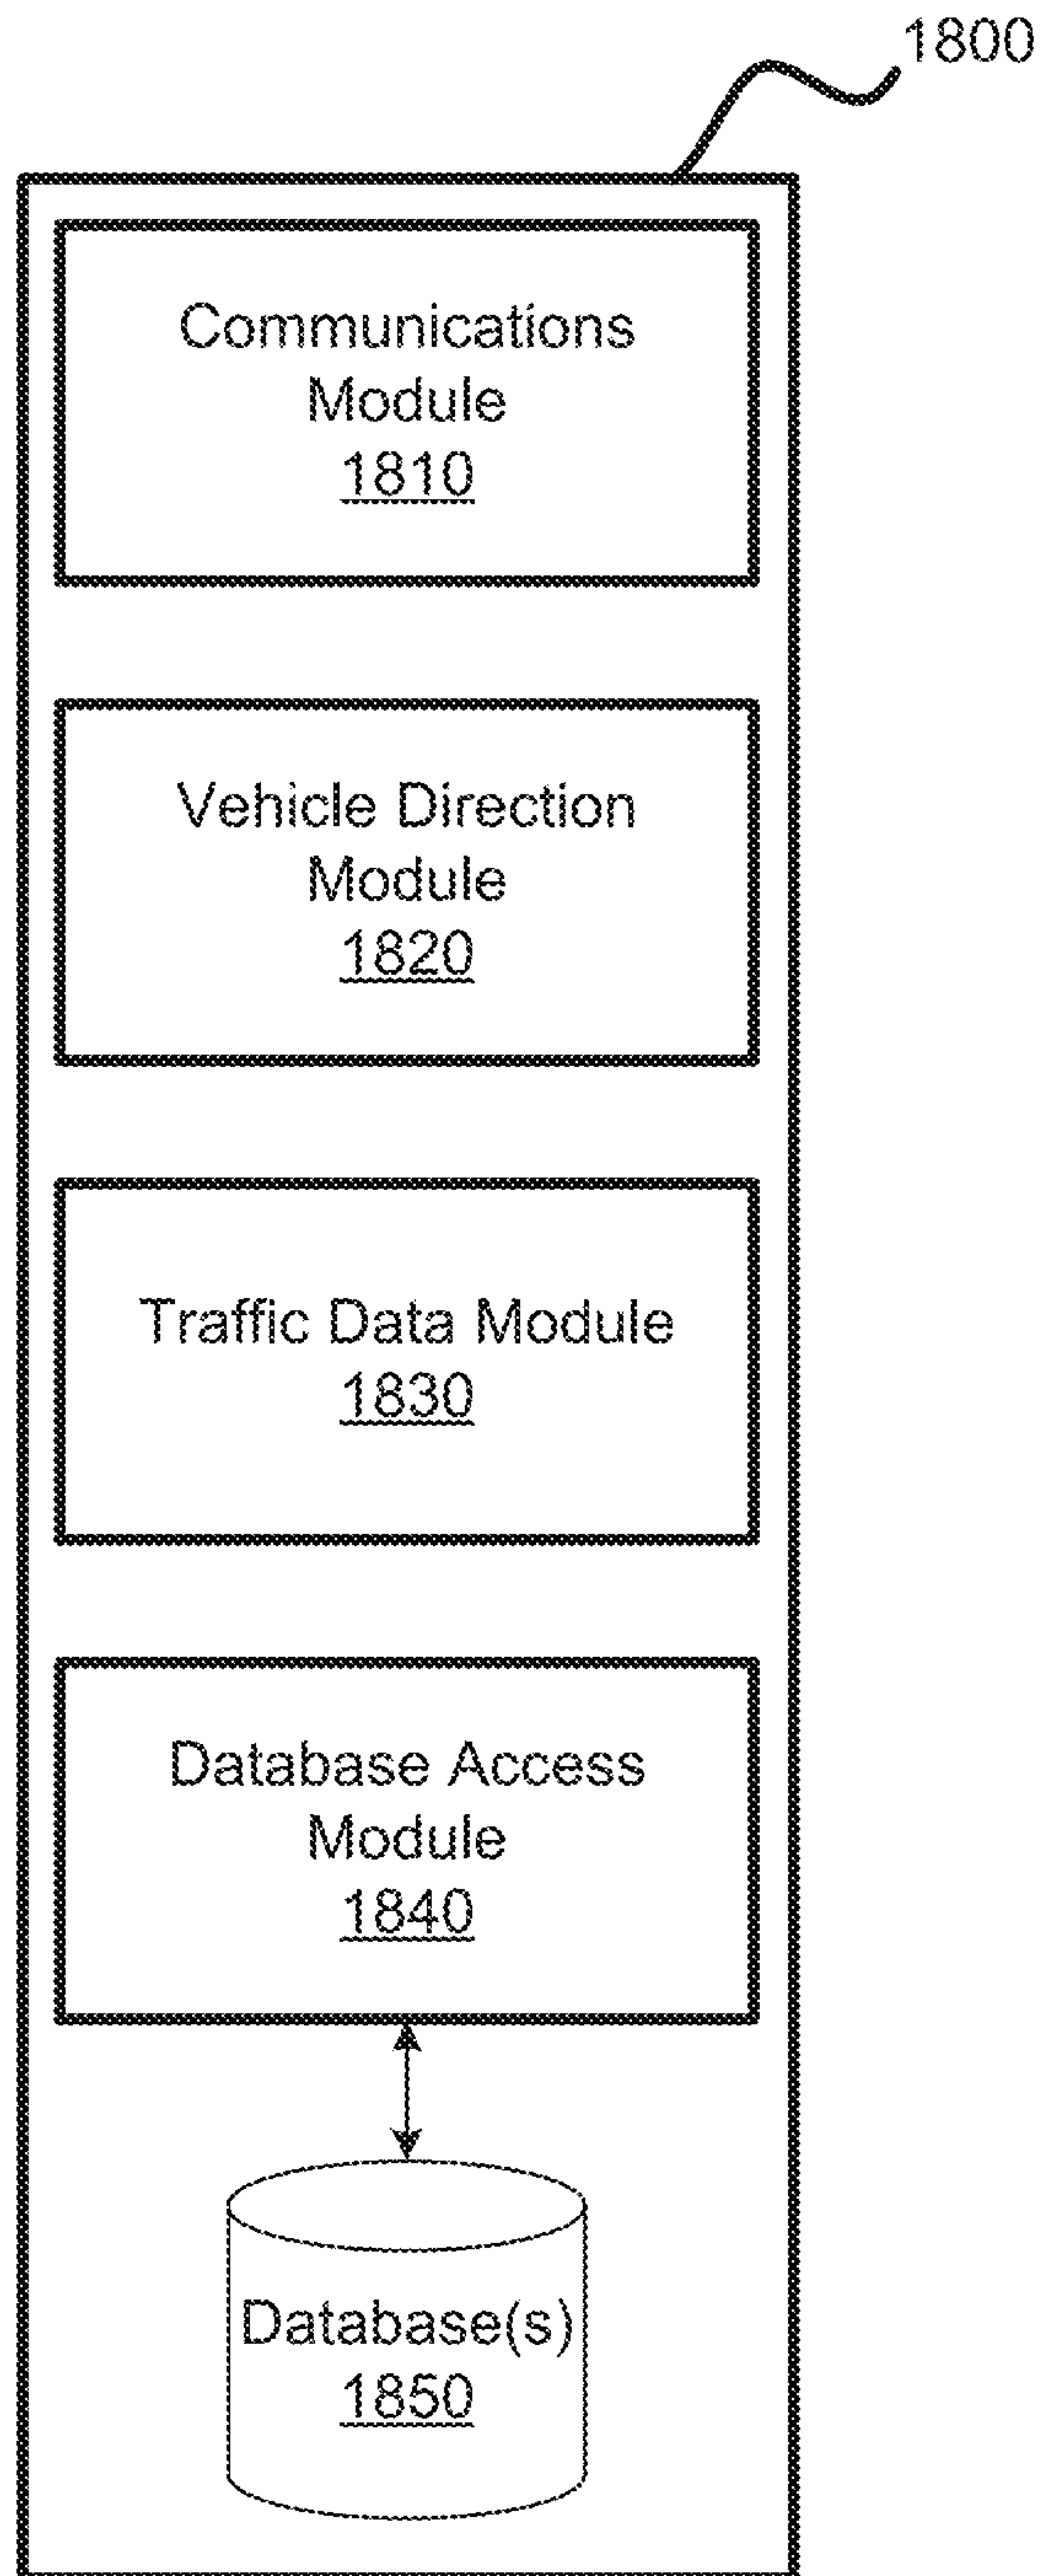 1800
Communications
Module
1810
Vehicle Direction
Module
1820
Traffic Data Module
1830
Database Access
Module
1840
Database(s)
1850